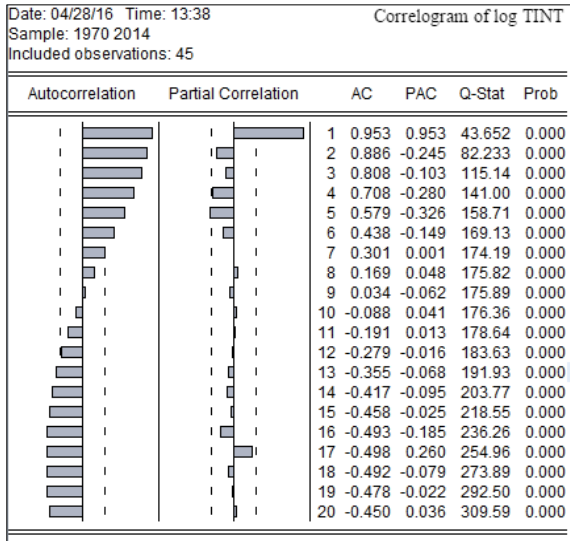 Date: 04/28/16 Time: 13:38 Correlogram of log TINT
Sample: 1970 2014
Included observations: 45
Autocorrelation Partial Correlation AC PAC Q-Stat Prob
1 0.953 0.953 43.652 0.000
2 0.886 -0.245 82.233 0.000
3 0.808 -0.103 115.14 0.000
4 0.708 -0.280 141.00 0.000
5 0.579 -0.326 158.71 0.000
6 0.438 -0.149 169.13 0.000
7 0.301 0.001 174.19 0.000
8 0.169 0.048 175.82 0.000
9 0.034 -0.062 175.89 0.000
10 -0.088 0.041 176.36 0.000
11 -0.191 0.013 178.64 0.000
12 -0.279 -0.016 183.63 0.000
13 -0.355 -0.068 191.93 0.000
14 -0.417 -0.095 203.77 0.000
15 -0.458 -0.025 218.55 0.000
16 -0.493 -0.185 236.26 0.000
17 -0.498 0.260 254.96 0.000
18 -0.492 -0.079 273.89 0.000
19 -0.478 -0.022 292.50 0.000
20 -0.450 0.036 309.59 0.000